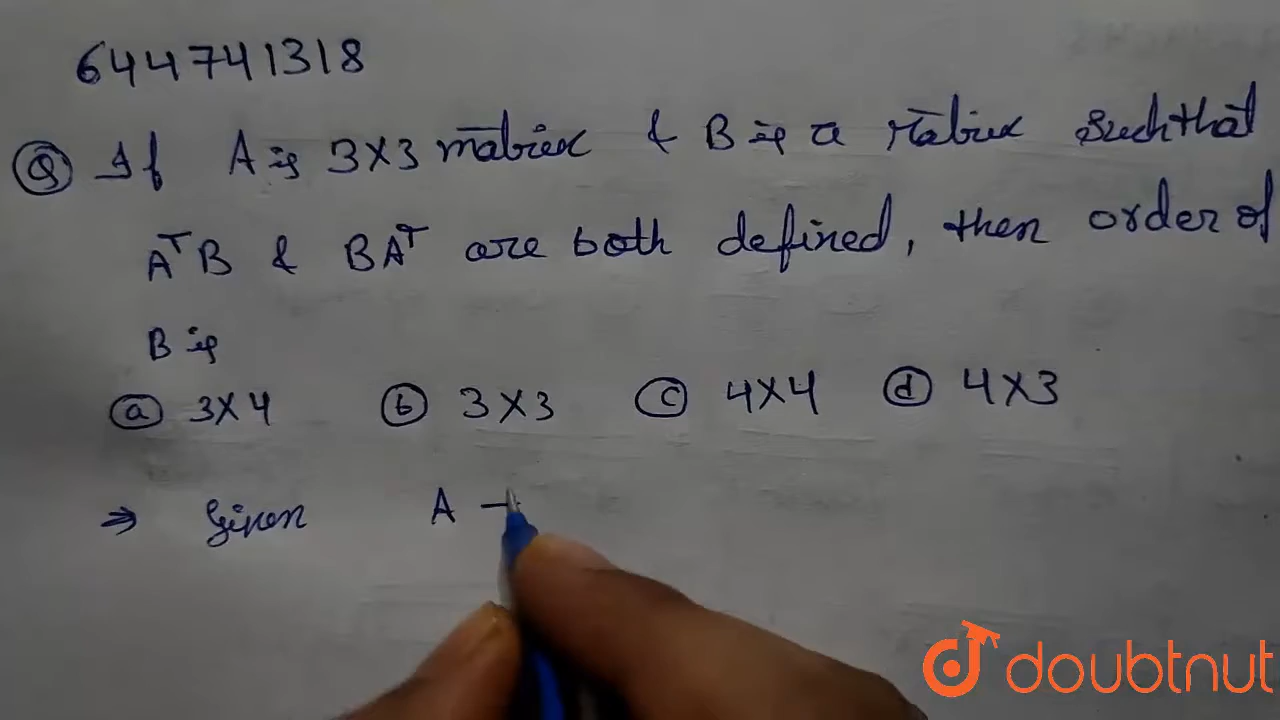 644741318
Q If A is 3×3 matrix & B is a matrix such that
AᵀB & BAᵀ are both defined, then order of
B is
a 3×4 b 3×3 c 4×4 d 4×3
⇒ Given A –
doubtnut